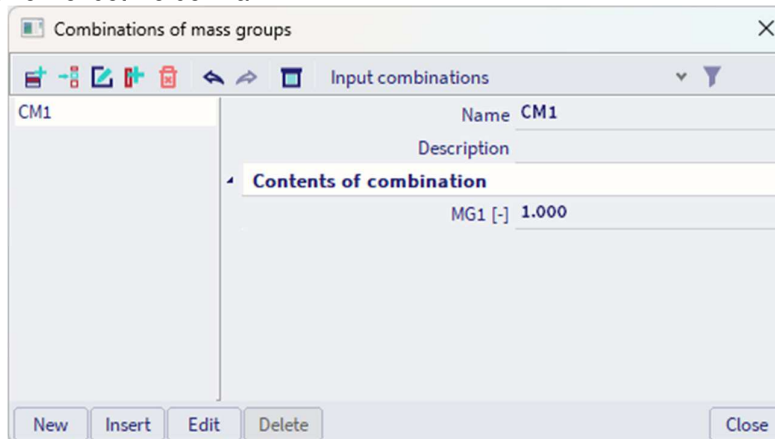 Combinations of mass groups
Input combinations
CM1
Name CM1
Description
Contents of combination
MG1 [-] 1.000
New Insert Edit Delete Close